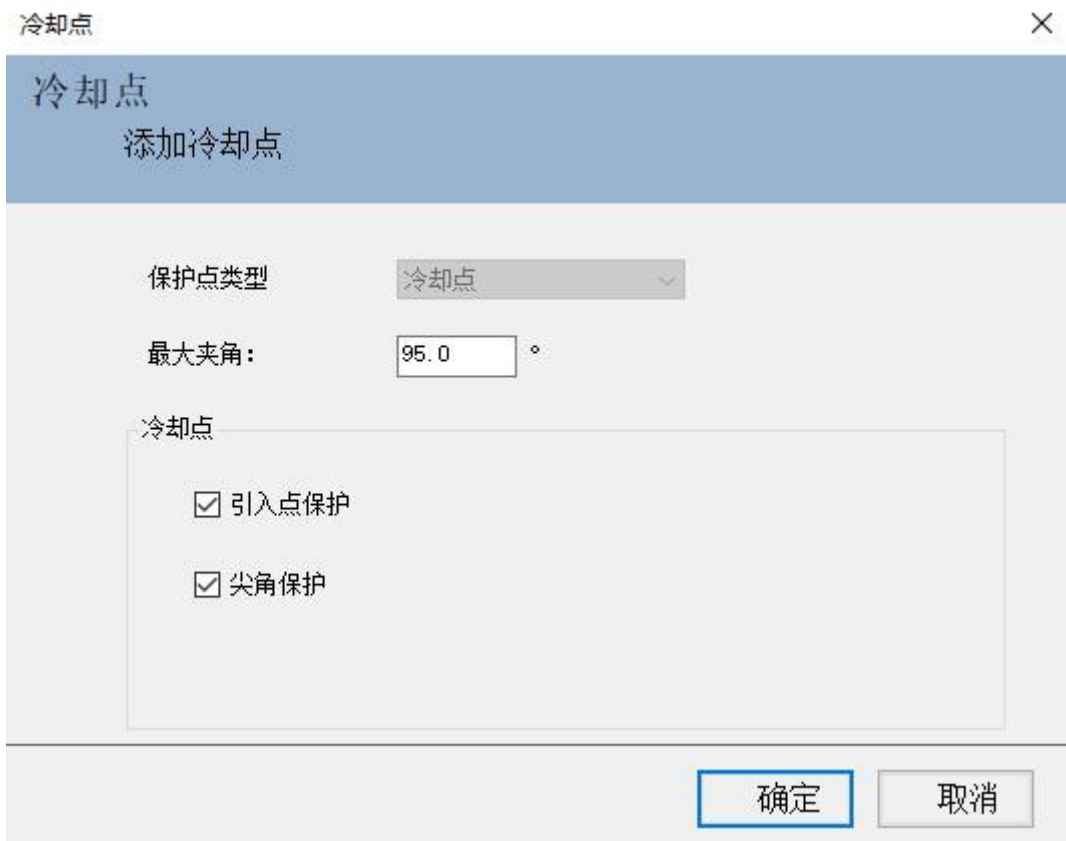 冷却点
冷却点
添加冷却点
保护点类型 冷却点
最大夹角: 95.0 °
冷却点
引入点保护
尖角保护
确定 取消